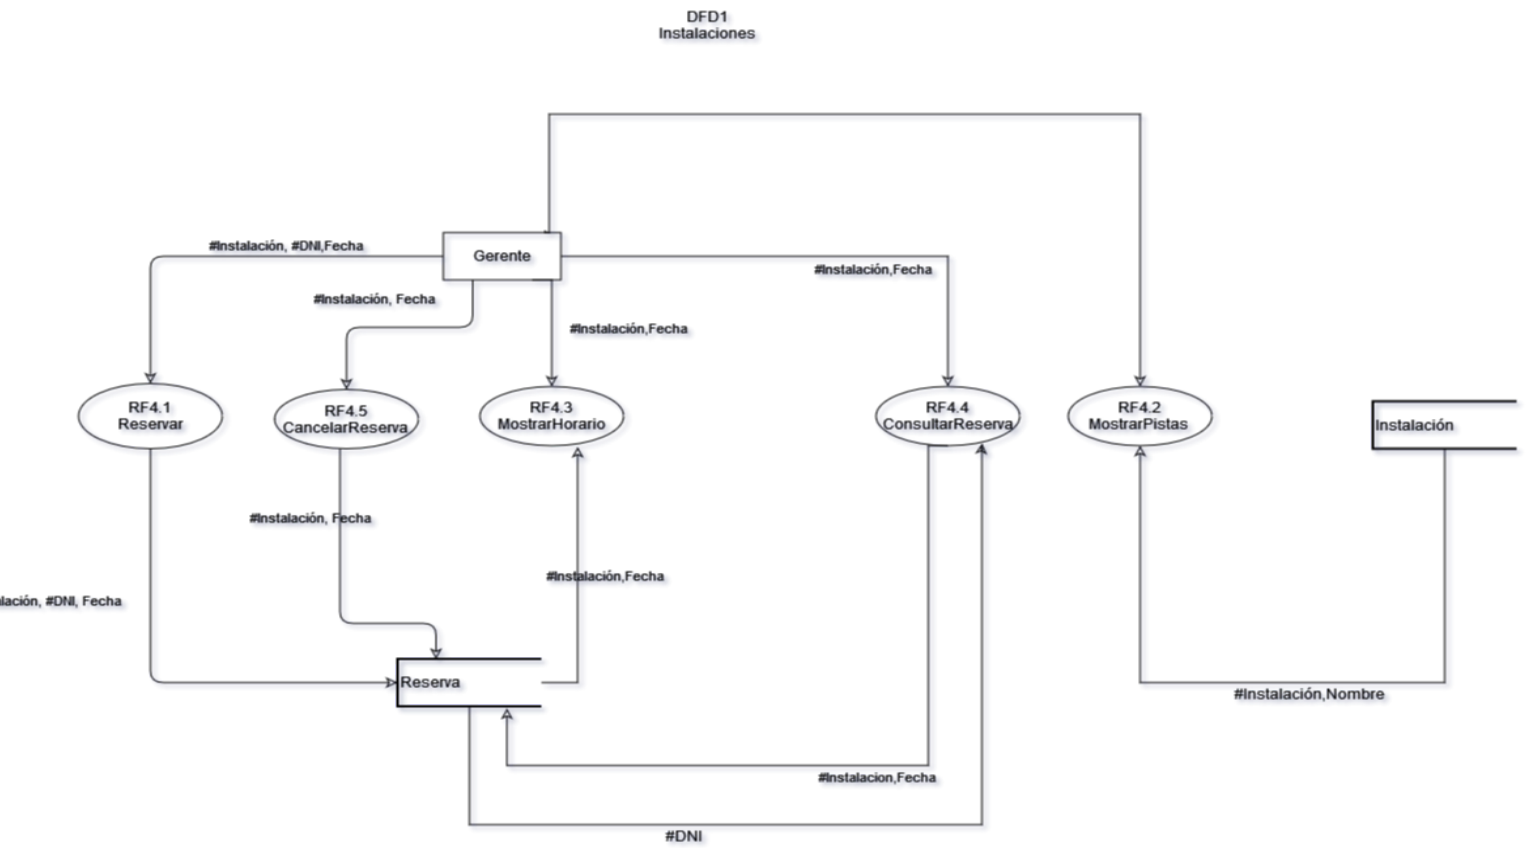 DFD1
Instalaciones
#Instalación, #DNI,Fecha
Gerente
#Instalación,Fecha
#Instalación, Fecha
#Instalación,Fecha
RF4.1
Reservar
RF4.5
CancelarReserva
RF4.3
MostrarHorario
RF4.4
ConsultarReserva
RF4.2
MostrarPistas
Instalación
#Instalación, Fecha
#Instalación,Fecha
#DNI, Fecha
Reserva
#Instalación,Nombre
#Instalacion,Fecha
#DNI